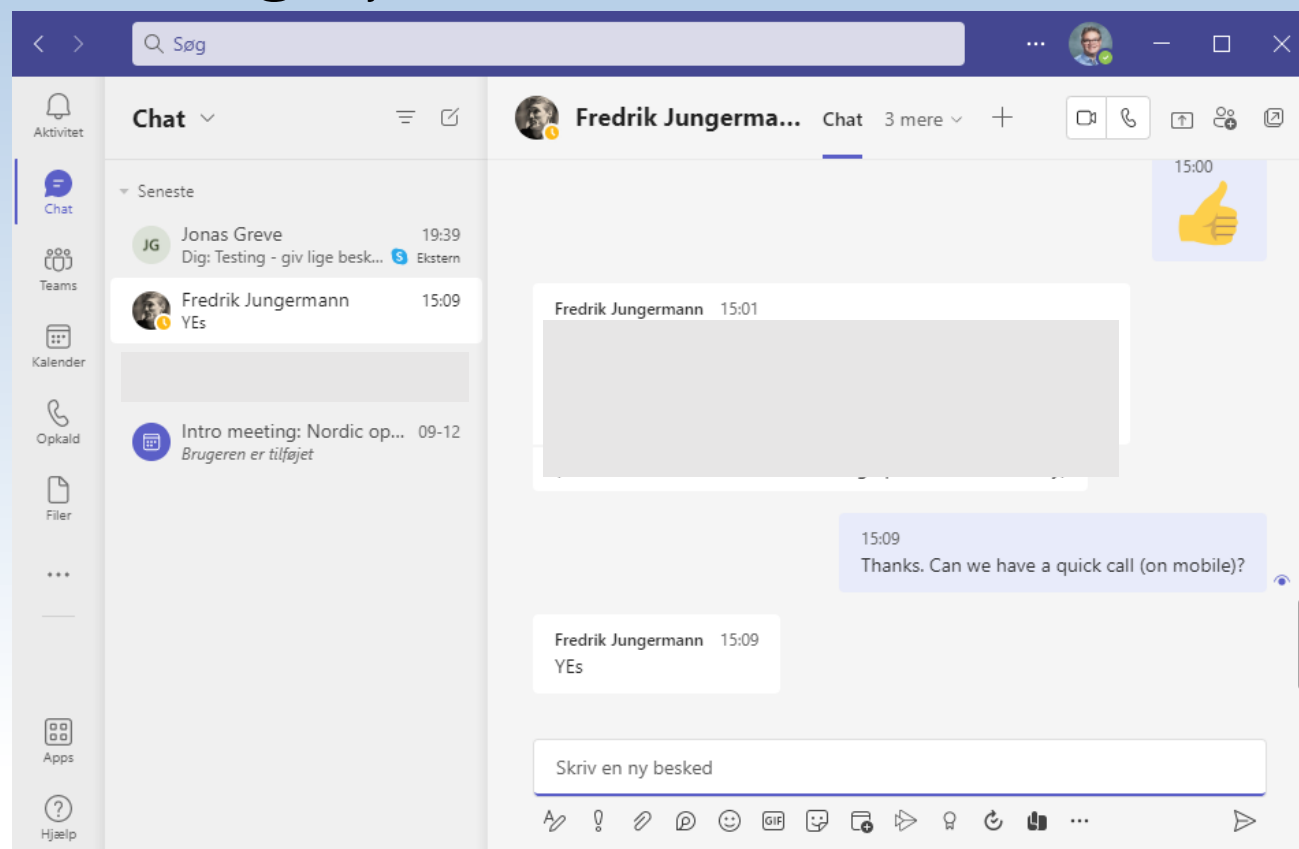 Søg
Aktivitet
Chat
Teams
Kalender
Opkald
Filer
Apps
Hjælp
Chat
Seneste
JG
Jonas Greve 19:39
Dig: Testing - giv lige besk... S Ekstern
Fredrik Jungermann 15:09
YEs
Intro meeting: Nordic op... 09-12
Brugeren er tilføjet
Fredrik Jungerma... Chat 3 mere
15:00
Fredrik Jungermann 15:01
15:09
Thanks. Can we have a quick call (on mobile)?
Fredrik Jungermann 15:09
YEs
Skriv en ny besked
GIF